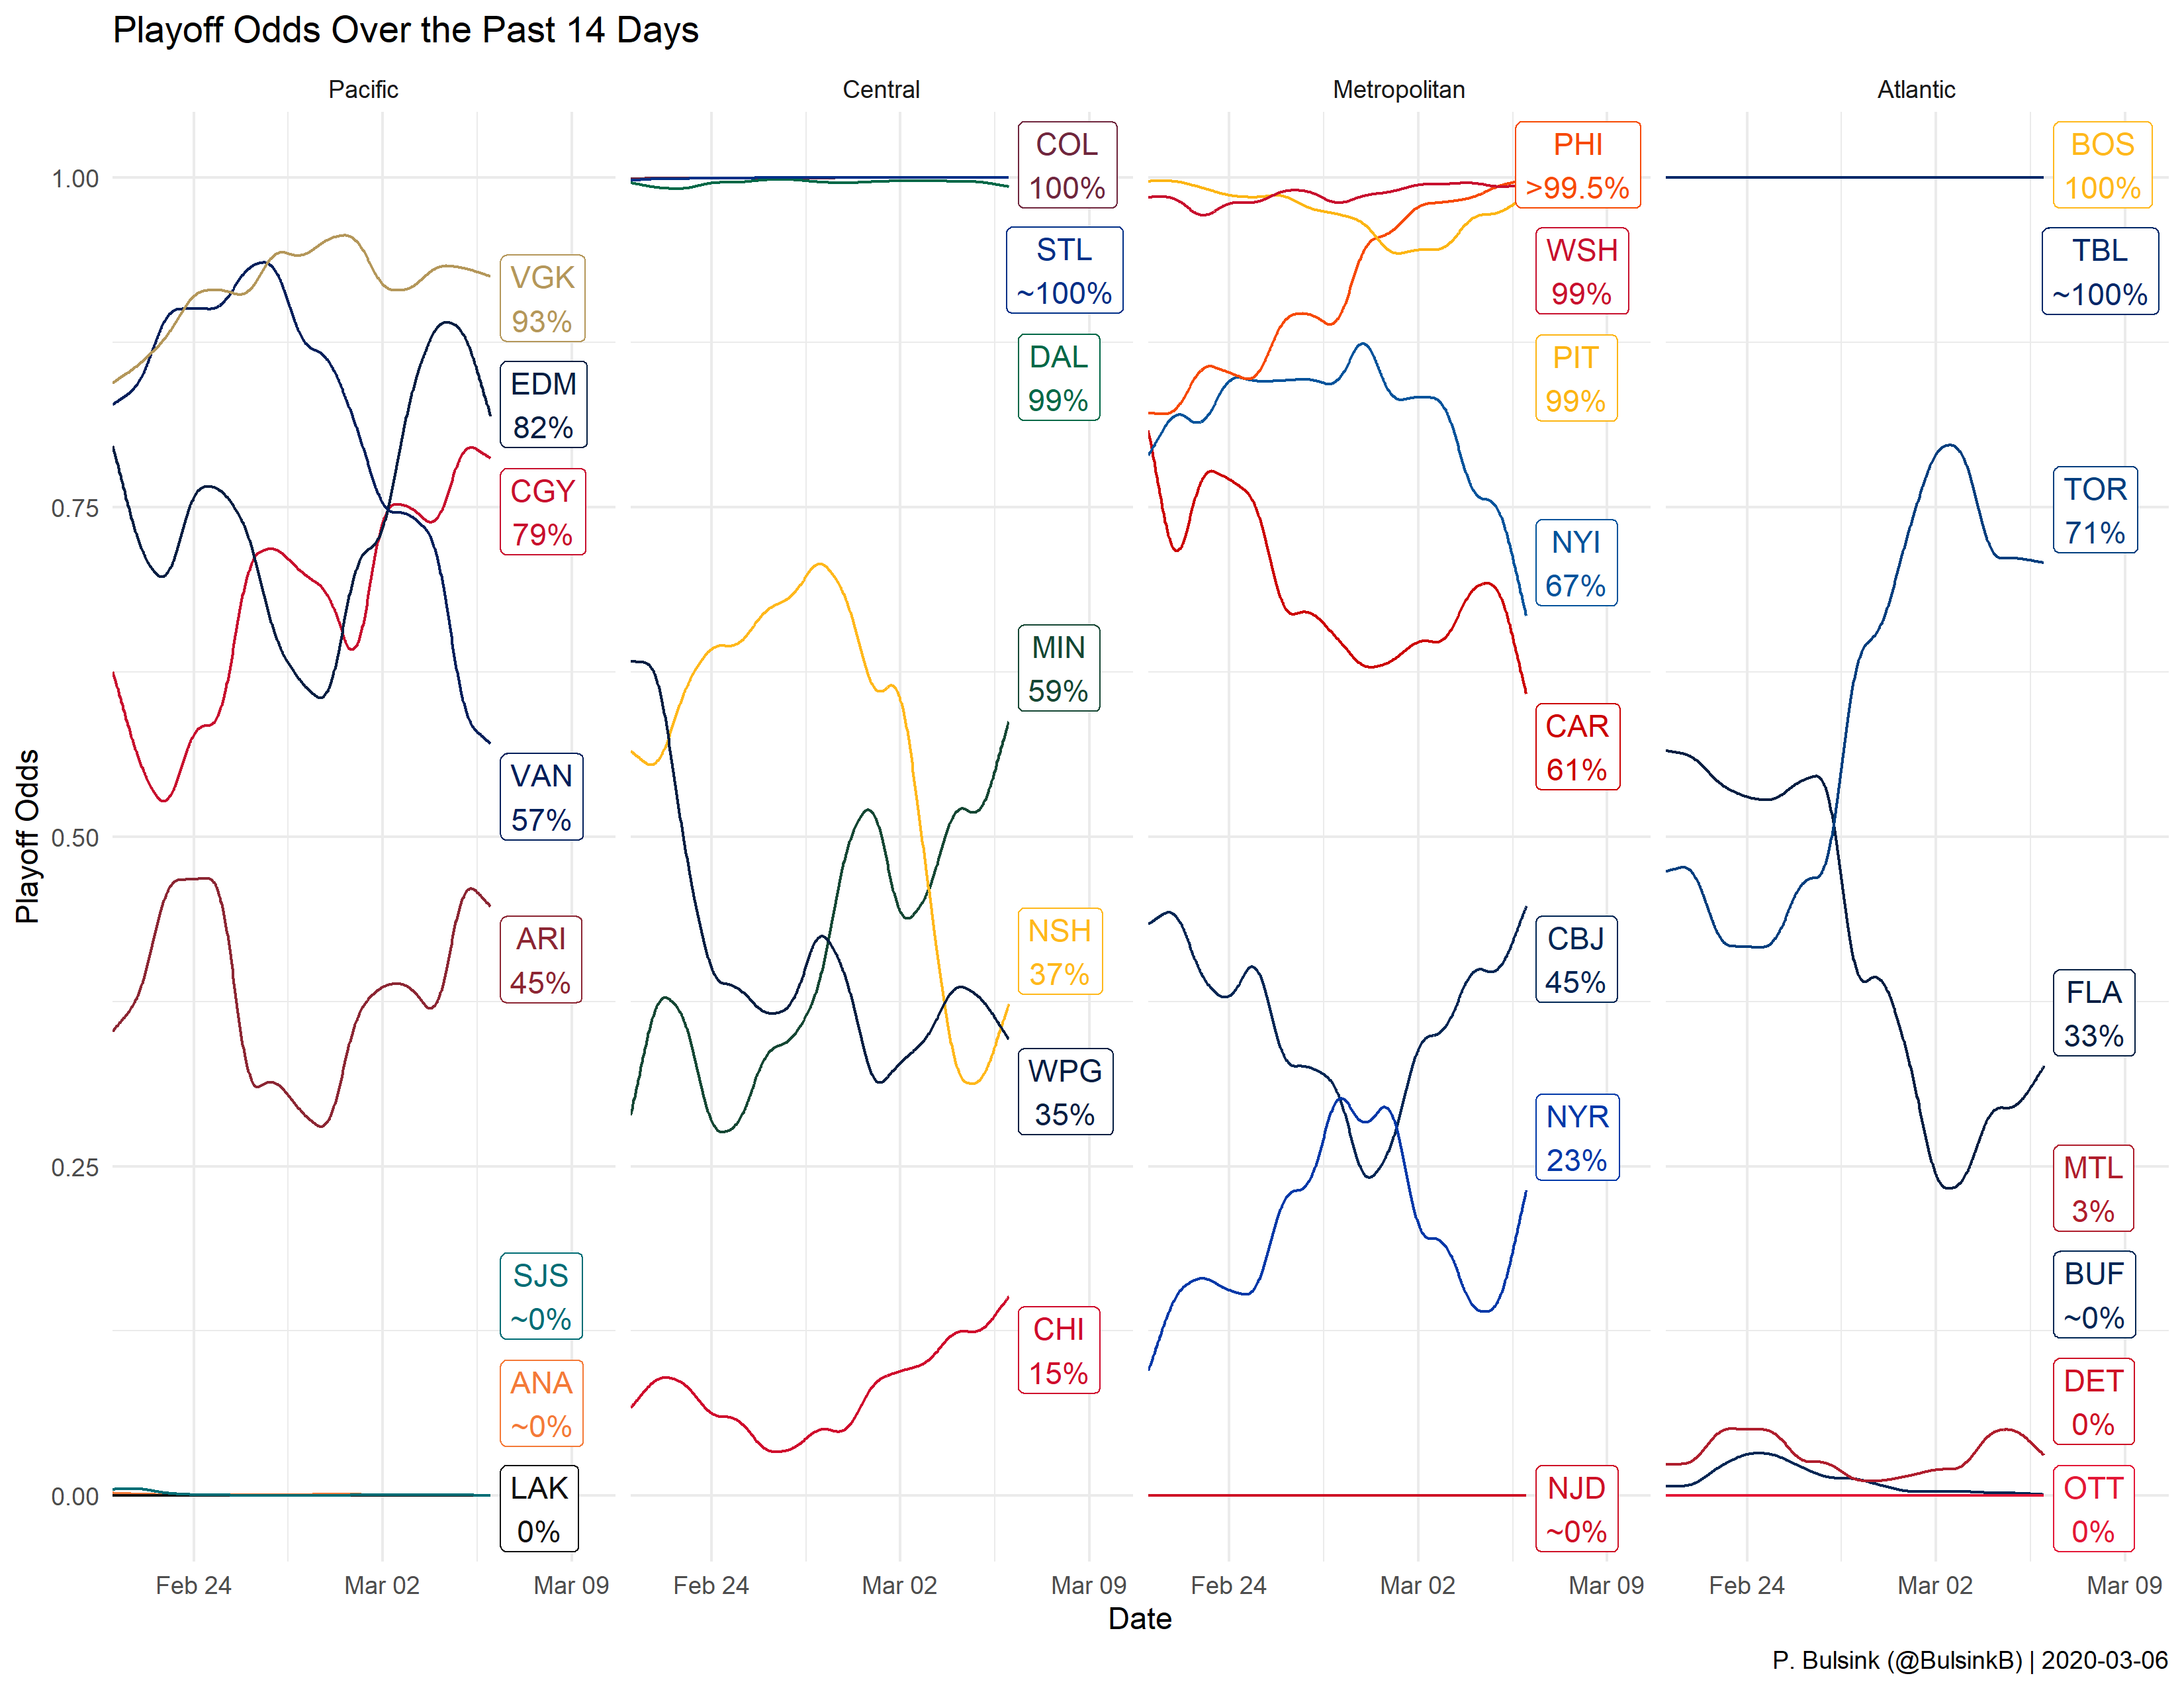 Playoff Odds Over the Past 14 Days
Pacific
Central
Metropolitan
Atlantic
Playoff Odds
1.00
0.75
0.50
0.25
0.00
VGK
93%
EDM
82%
CGY
79%
VAN
57%
ARI
45%
SJS
~0%
ANA
~0%
LAK
0%
COL
100%
STL
~100%
DAL
99%
MIN
59%
NSH
37%
WPG
35%
CHI
15%
PHI
>99.5%
WSH
99%
PIT
99%
NYI
67%
CAR
61%
CBJ
45%
NYR
23%
NJD
~0%
BOS
100%
TBL
~100%
TOR
71%
FLA
33%
MTL
3%
BUF
~0%
DET
0%
OTT
0%
Feb 24 Mar 02 Mar 09
Feb 24 Mar 02 Mar 09
Feb 24 Mar 02 Mar 09
Feb 24 Mar 02 Mar 09
Date
P. Bulsink (@BulsinkB) | 2020-03-06